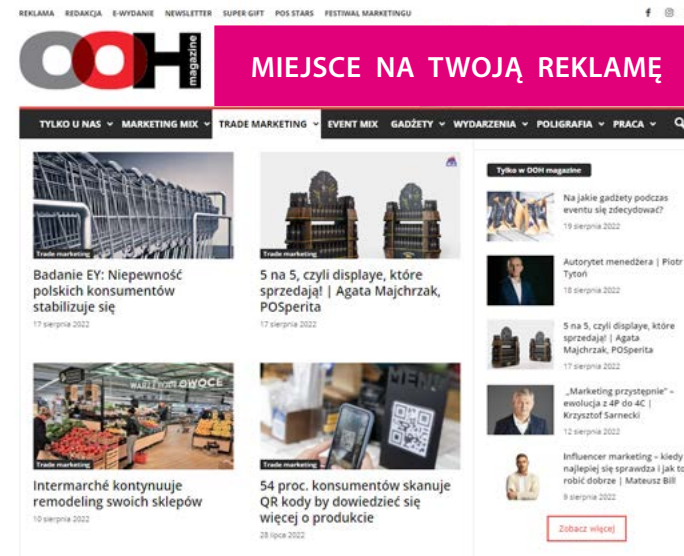 REKLAMA REDAKCJA E-WYDANIE NEWSLETTER SUPER GIFT POS STARS FESTIWAL MARKETINGU
OOH magazine
MIEJSCE NA TWOJĄ REKLAMĘ
TYLKO U NAS MARKETING MIX TRADE MARKETING EVENT MIX GADŻETY WYDARZENIA POLIGRAFIA PRACA
Trade marketing
Badanie EY: Niepewność
polskich konsumentów
stabilizuje się
17 sierpnia 2022
Trade marketing
5 na 5, czyli displaye, które
sprzedają! | Agata Majchrzak,
POSperita
17 sierpnia 2022
WARZYWA OWOCE
Trade marketing
Intermarché kontynuuje
remodeling swoich sklepów
10 sierpnia 2022
MENU
Trade marketing
54 proc. konsumentów skanuje
QR kody by dowiedzieć się
więcej o produkcie
28 lipca 2022
Tylko w OOH magazine
Na jakie gadżety podczas
eventu się zdecydować?
19 sierpnia 2022
Autorytet menedżera | Piotr
Tytoń
18 sierpnia 2022
5 na 5, czyli displaye, które
sprzedają! | Agata
Majchrzak, POSperita
17 sierpnia 2022
„Marketing przystępnie” –
ewolucja z 4P do 4C |
Krzysztof Sarnecki
12 sierpnia 2022
Influencer marketing – kiedy
najlepiej się sprawdza i jak to
robić dobrze | Mateusz Bill
9 sierpnia 2022
Zobacz więcej